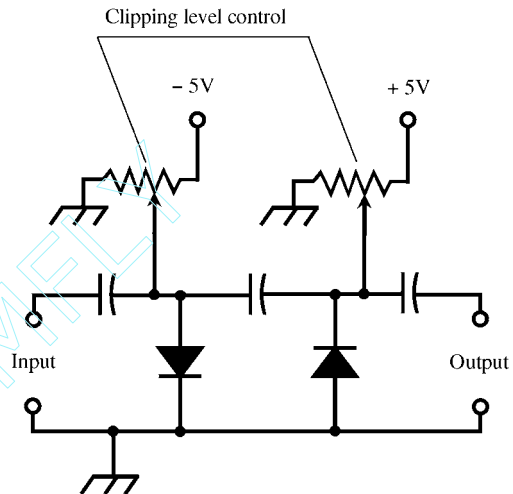 Clipping level control
− 5V
+ 5V
Input
Output